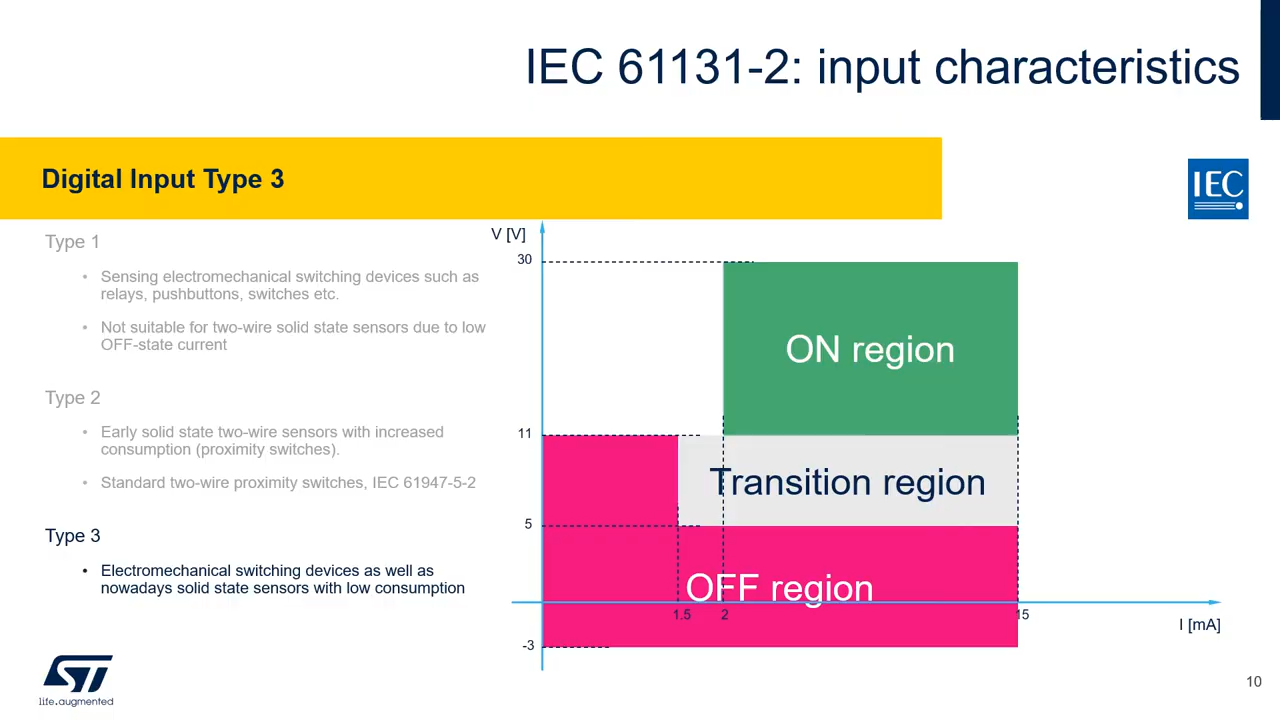 IEC 61131-2: input characteristics
Digital Input Type 3
IEC
Type 1
• Sensing electromechanical switching devices such as
relays, pushbuttons, switches etc.
• Not suitable for two-wire solid state sensors due to low
OFF-state current
Type 2
• Early solid state two-wire sensors with increased
consumption (proximity switches).
• Standard two-wire proximity switches, IEC 61947-5-2
Type 3
• Electromechanical switching devices as well as
nowadays solid state sensors with low consumption
V [V]
30
ON region
11
Transition region
5
OFF region
1.5 2 15
I [mA]
-3
ST
life.augmented
10